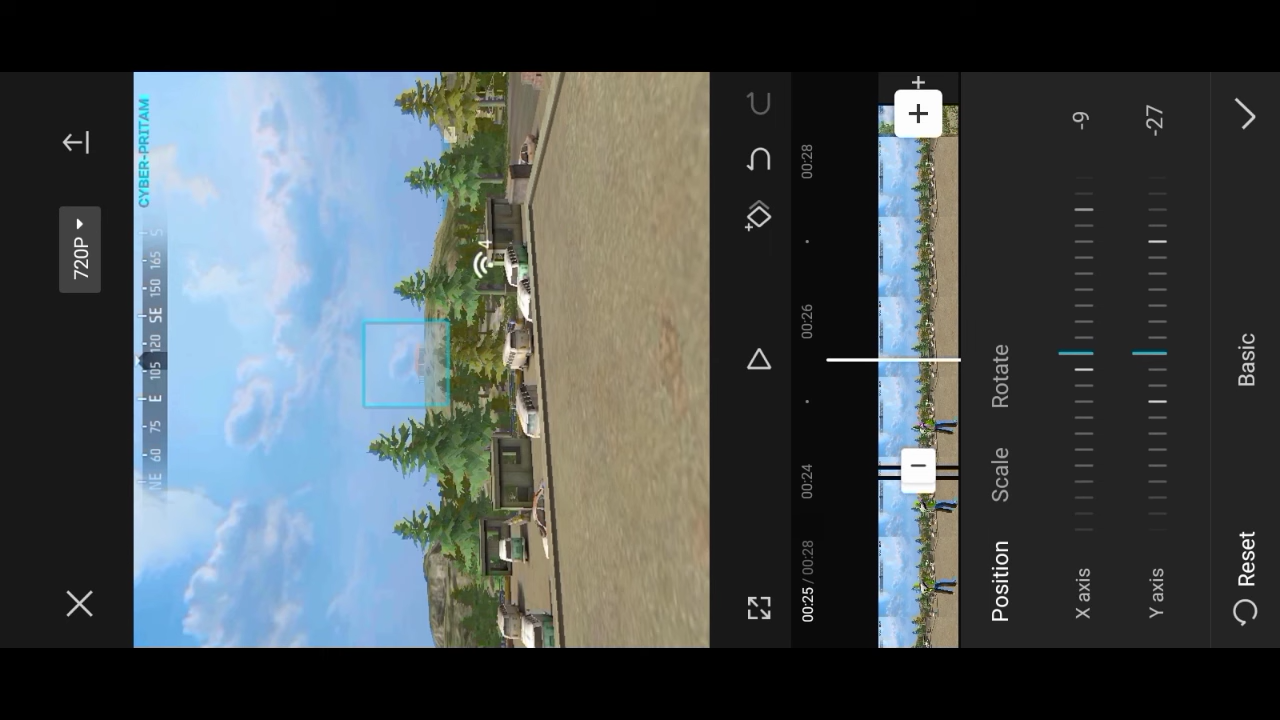 720P
CYBER-PRITAM
NE 60 75 E 105 120 SE 150 165 S
4
00:25 / 00:28 00:24 00:26 00:28
Position Scale Rotate
X axis -9
Y axis -27
Reset Basic